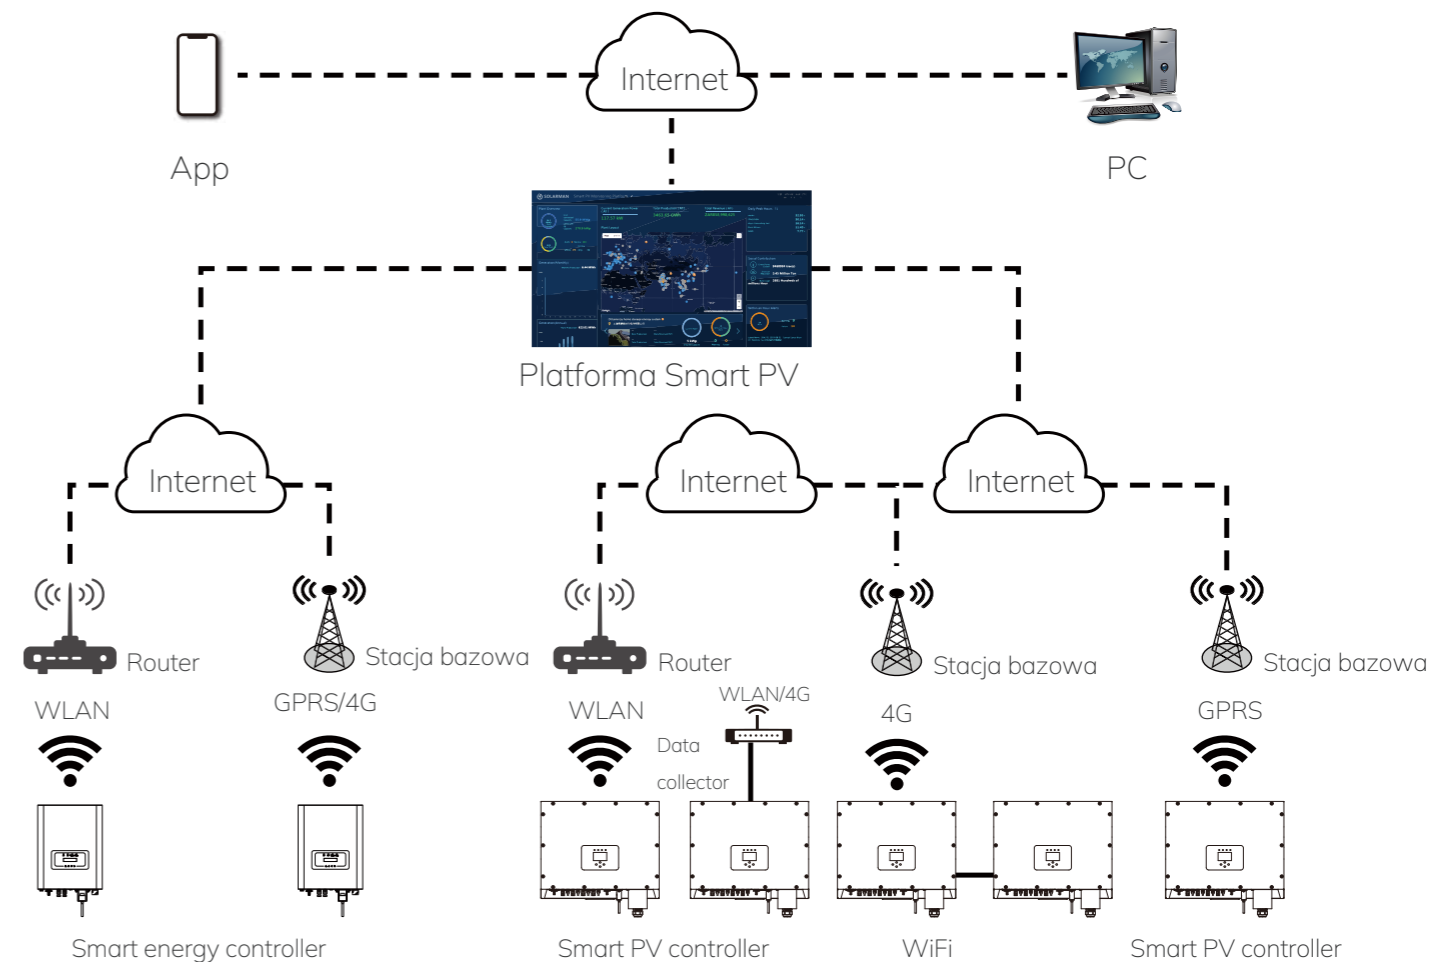 Internet
App
PC
SOLARMAN
Platforma Smart PV
Internet
Internet
Internet
Router
Stacja bazowa
Router
Stacja bazowa
Stacja bazowa
WLAN
GPRS/4G
WLAN
WLAN/4G
4G
GPRS
Data
collector
Smart energy controller
Smart PV controller
WiFi
Smart PV controller